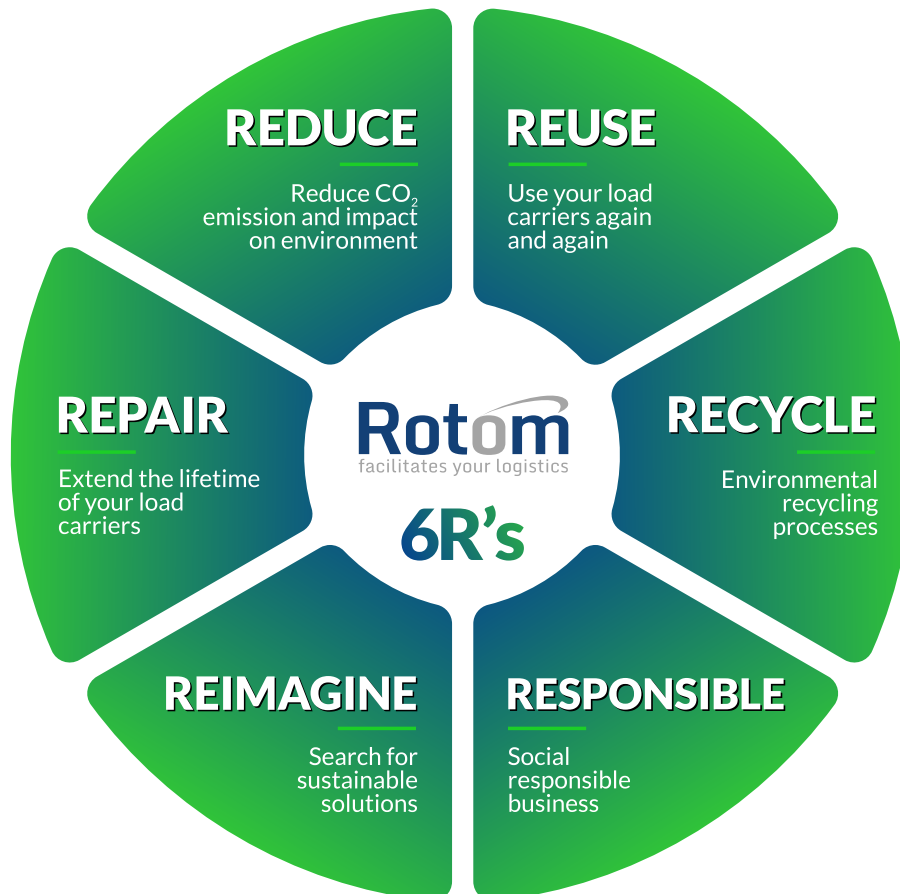 REDUCE
Reduce CO₂
emission and impact
on environment
REUSE
Use your load
carriers again
and again
REPAIR
Extend the lifetime
of your load
carriers
Rotom
facilitates your logistics
6R's
RECYCLE
Environmental
recycling
processes
REIMAGINE
Search for
sustainable
solutions
RESPONSIBLE
Social
responsible
business